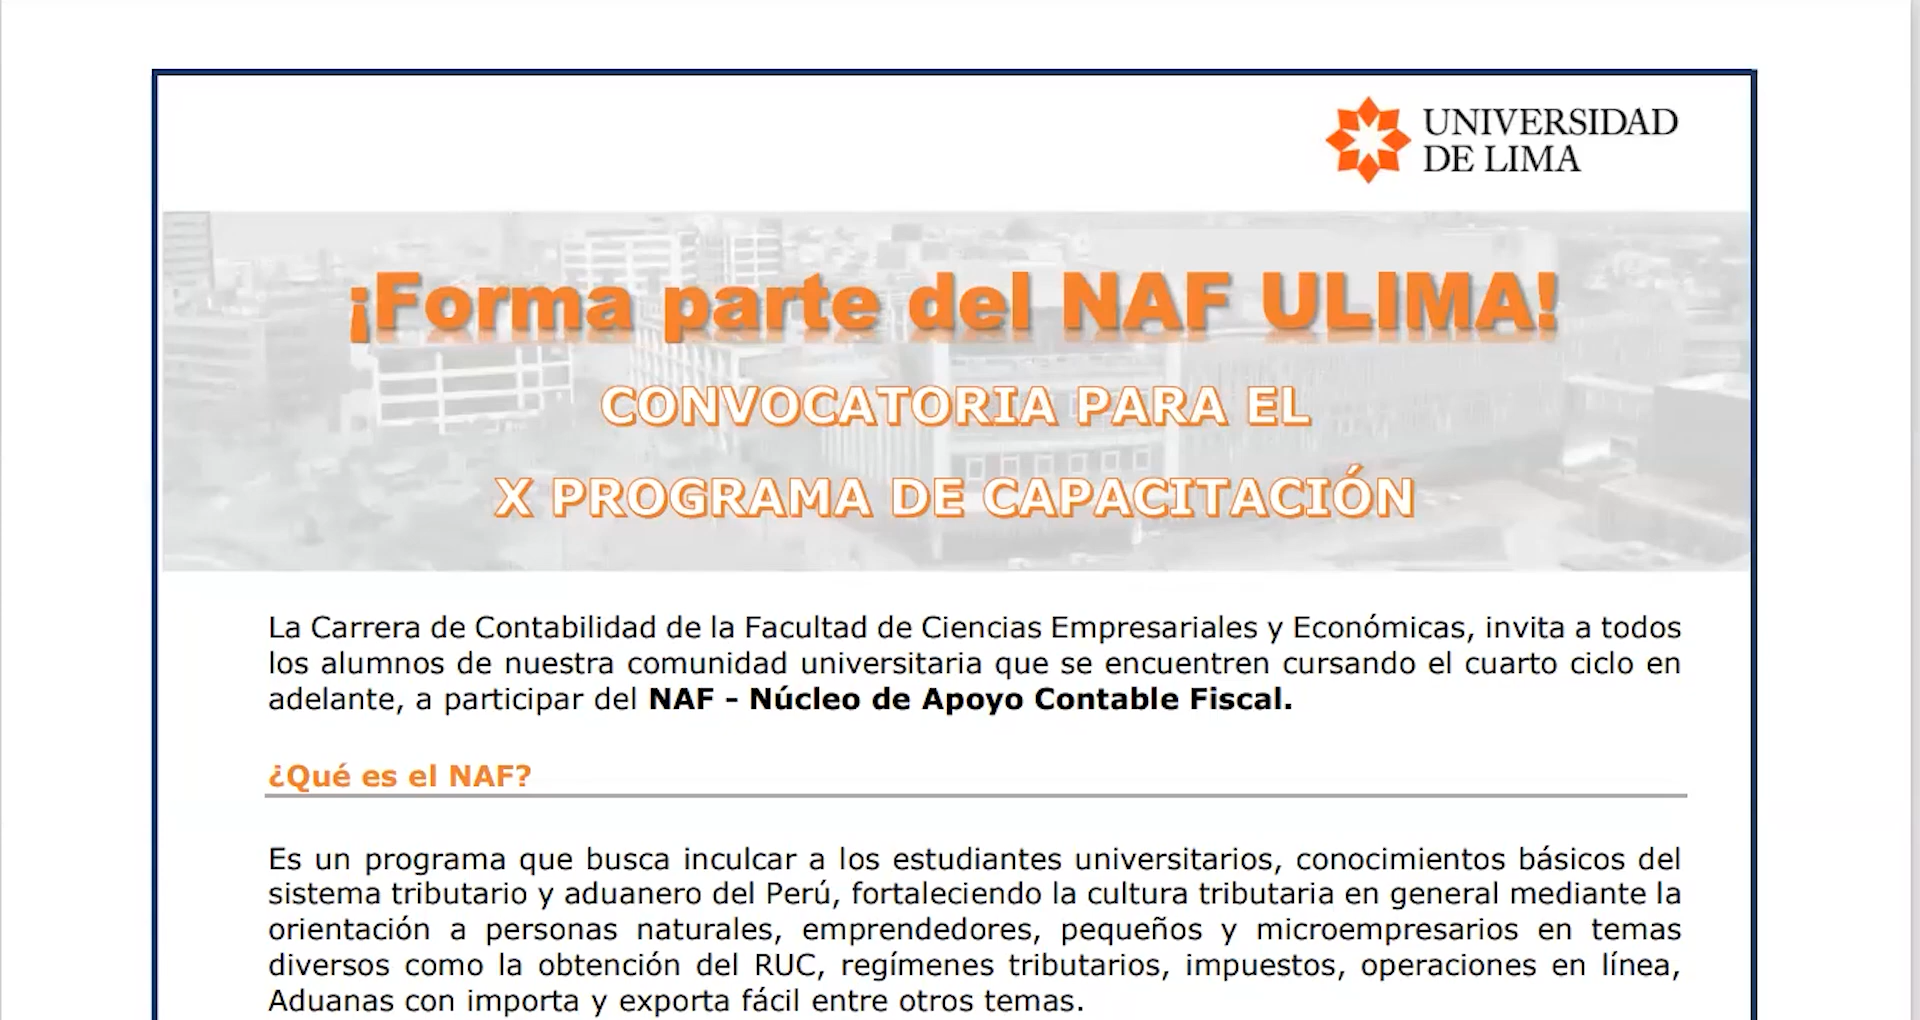 UNIVERSIDAD
DE LIMA
¡Forma parte del NAF ULIMA!
CONVOCATORIA PARA EL
X PROGRAMA DE CAPACITACIÓN
La Carrera de Contabilidad de la Facultad de Ciencias Empresariales y Económicas, invita a todos
los alumnos de nuestra comunidad universitaria que se encuentren cursando el cuarto ciclo en
adelante, a participar del NAF – Núcleo de Apoyo Contable Fiscal.
¿Qué es el NAF?
Es un programa que busca inculcar a los estudiantes universitarios, conocimientos básicos del
sistema tributario y aduanero del Perú, fortaleciendo la cultura tributaria en general mediante la
orientación a personas naturales, emprendedores, pequeños y microempresarios en temas
diversos como la obtención del RUC, regímenes tributarios, impuestos, operaciones en línea,
Aduanas con importa y exporta fácil entre otros temas.